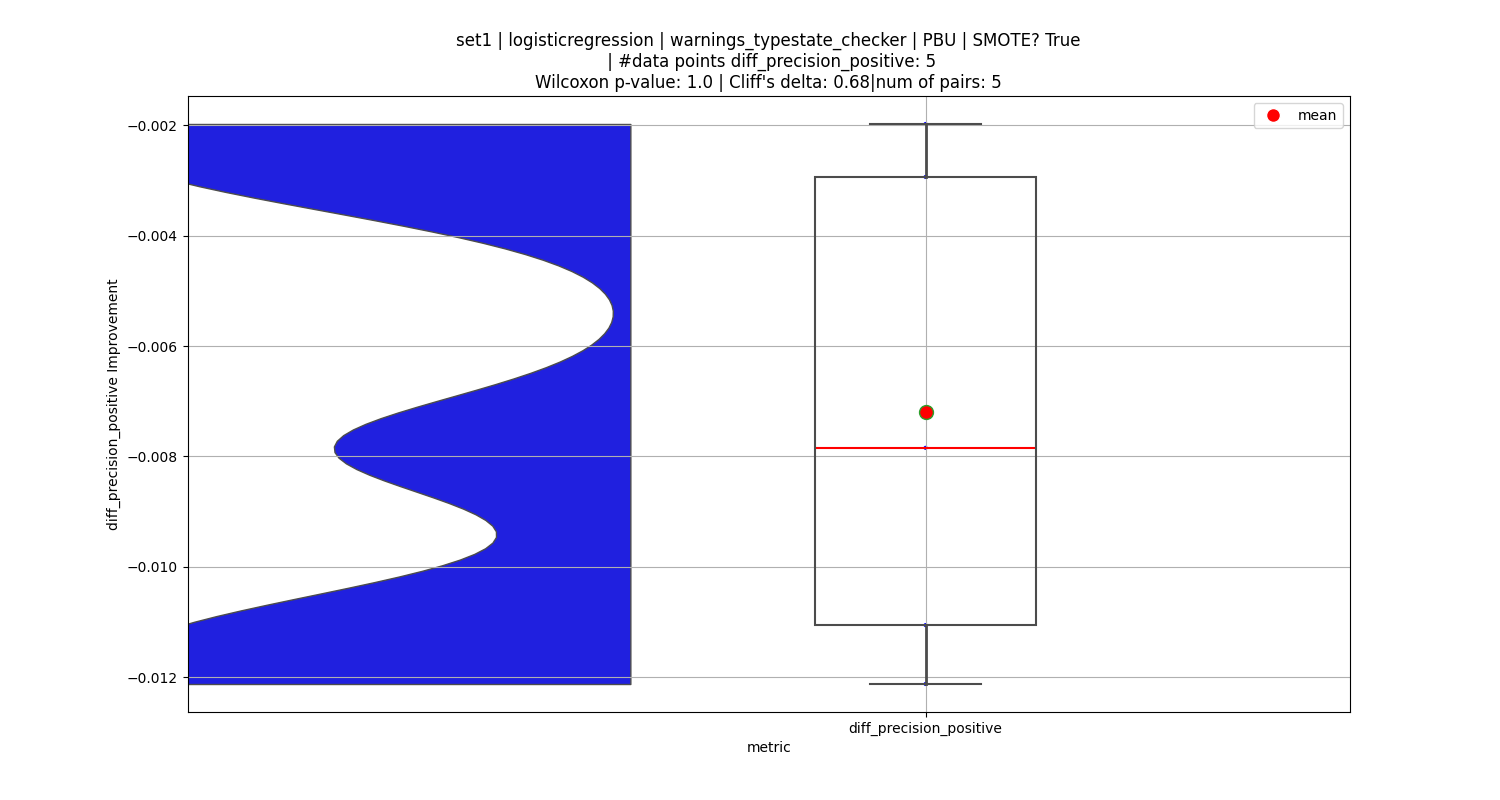 set1 | logisticregression | warnings_typestate_checker | PBU | SMOTE? True
| #data points diff_precision_positive: 5
Wilcoxon p-value: 1.0 | Cliff's delta: 0.68|num of pairs: 5
mean
−0.002
−0.004
−0.006
−0.008
−0.010
−0.012
diff_precision_positive Improvement
diff_precision_positive
metric